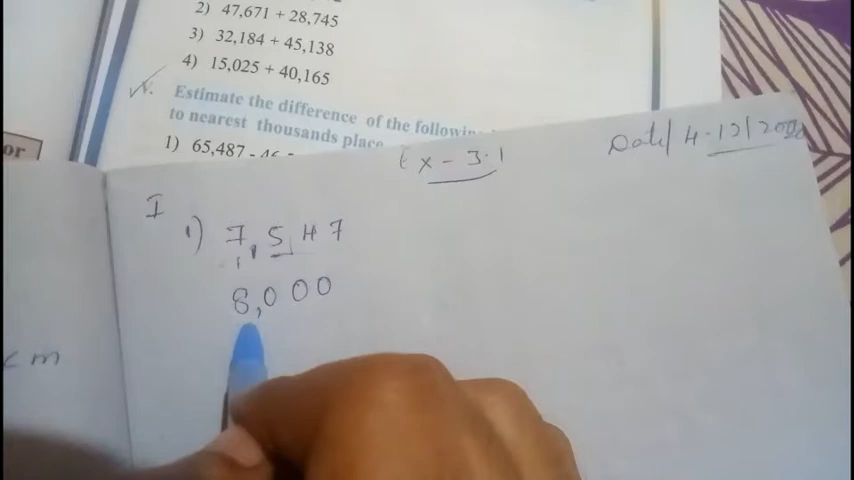 2) 47,671 + 28,745
3) 32,184 + 45,138
4) 15,025 + 40,165
V. Estimate the difference of the
to nearest thousands place
1) 65,487 -
or
Ex - 3.1
Date/ 4.12/
I
1) 7,547
8,000
cm